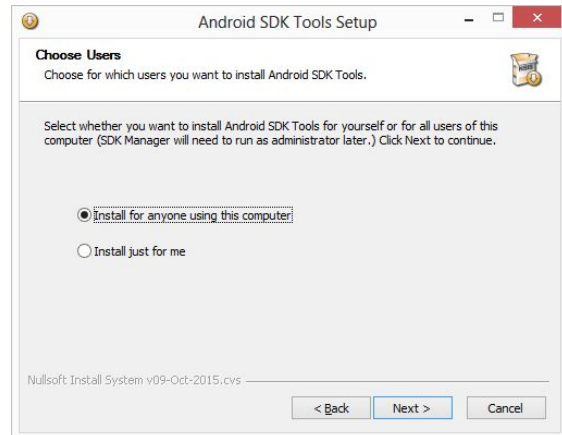 Android SDK Tools Setup
Choose Users
Choose for which users you want to install Android SDK Tools.
Select whether you want to install Android SDK Tools for yourself or for all users of this
computer (SDK Manager will need to run as administrator later.) Click Next to continue.
Install for anyone using this computer
Install just for me
Nullsoft Install System v09-Oct-2015.cvs
< Back Next > Cancel